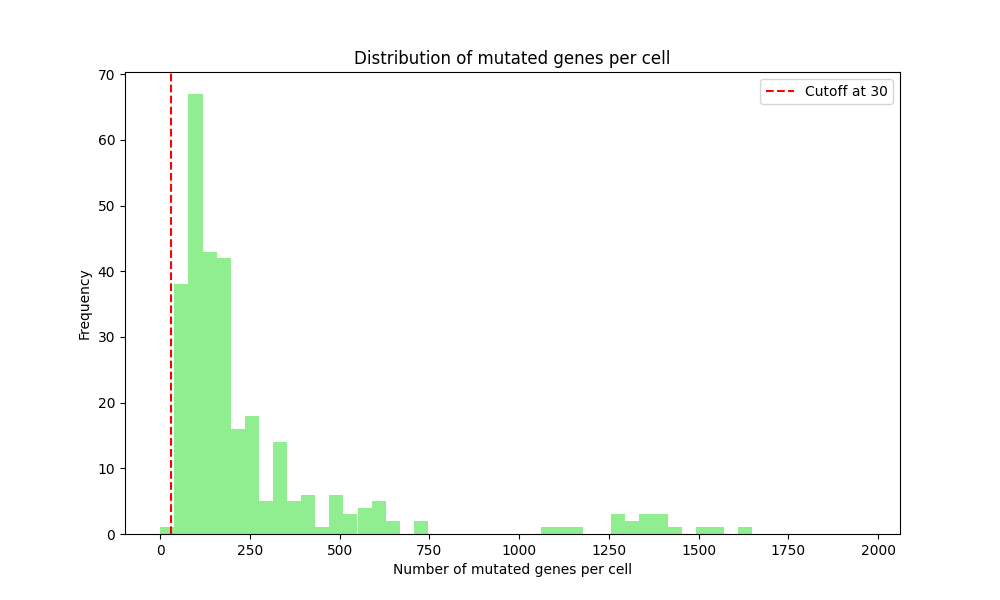 Distribution of mutated genes per cell
Cutoff at 30
Frequency
70
60
50
40
30
20
10
0
0 250 500 750 1000 1250 1500 1750 2000
Number of mutated genes per cell